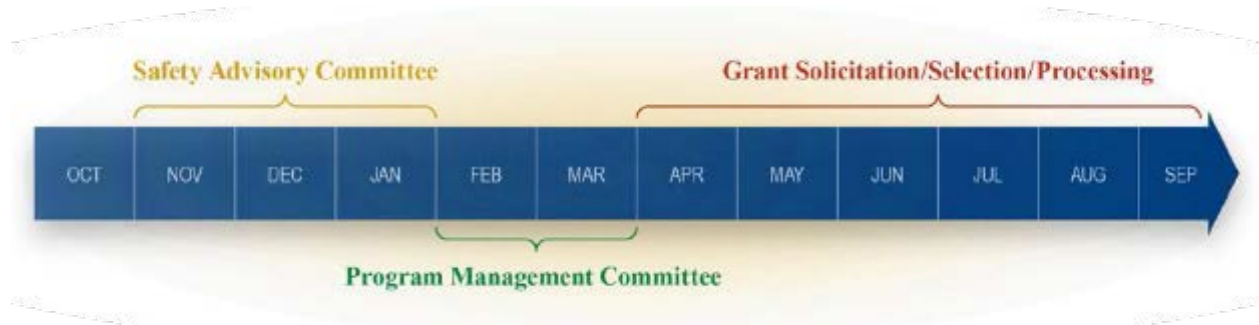 Safety Advisory Committee
Grant Solicitation/Selection/Processing
OCT NOV DEC JAN FEB MAR APR MAY JUN JUL AUG SEP
Program Management Committee